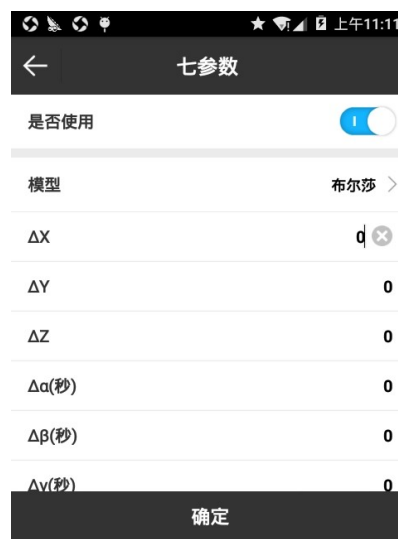 上午11:11
七参数
是否使用
模型 布尔莎
ΔX 0
ΔY 0
ΔZ 0
Δα(秒) 0
Δβ(秒) 0
Δγ(秒) 0
确定